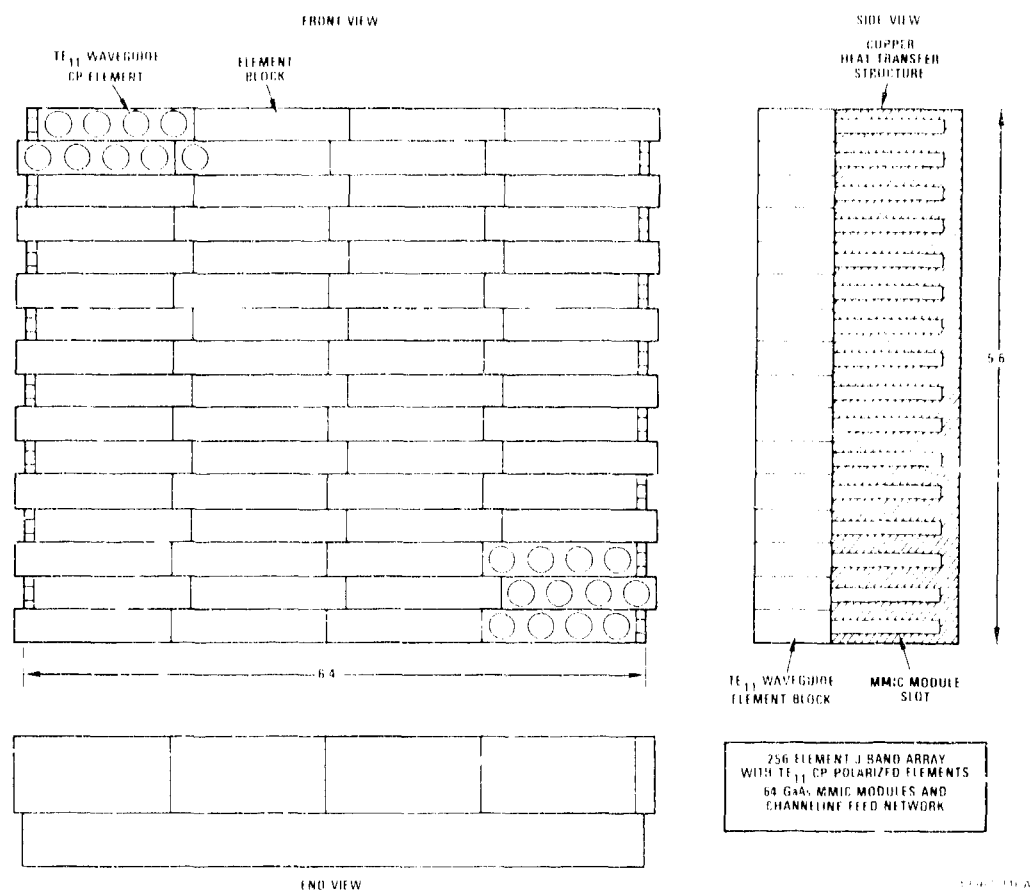 FRONT VIEW
SIDE VIEW
TE11 WAVEGUIDE
CP ELEMENT
ELEMENT
BLOCK
COPPER
HEAT TRANSFER
STRUCTURE
5 6
6 4
TE11 WAVEGUIDE
ELEMENT BLOCK
MMIC MODULE
SLOT
256 ELEMENT J BAND ARRAY
WITH TE11 CP POLARIZED ELEMENTS
64 GaAs MMIC MODULES AND
CHANNELINE FEED NETWORK
END VIEW